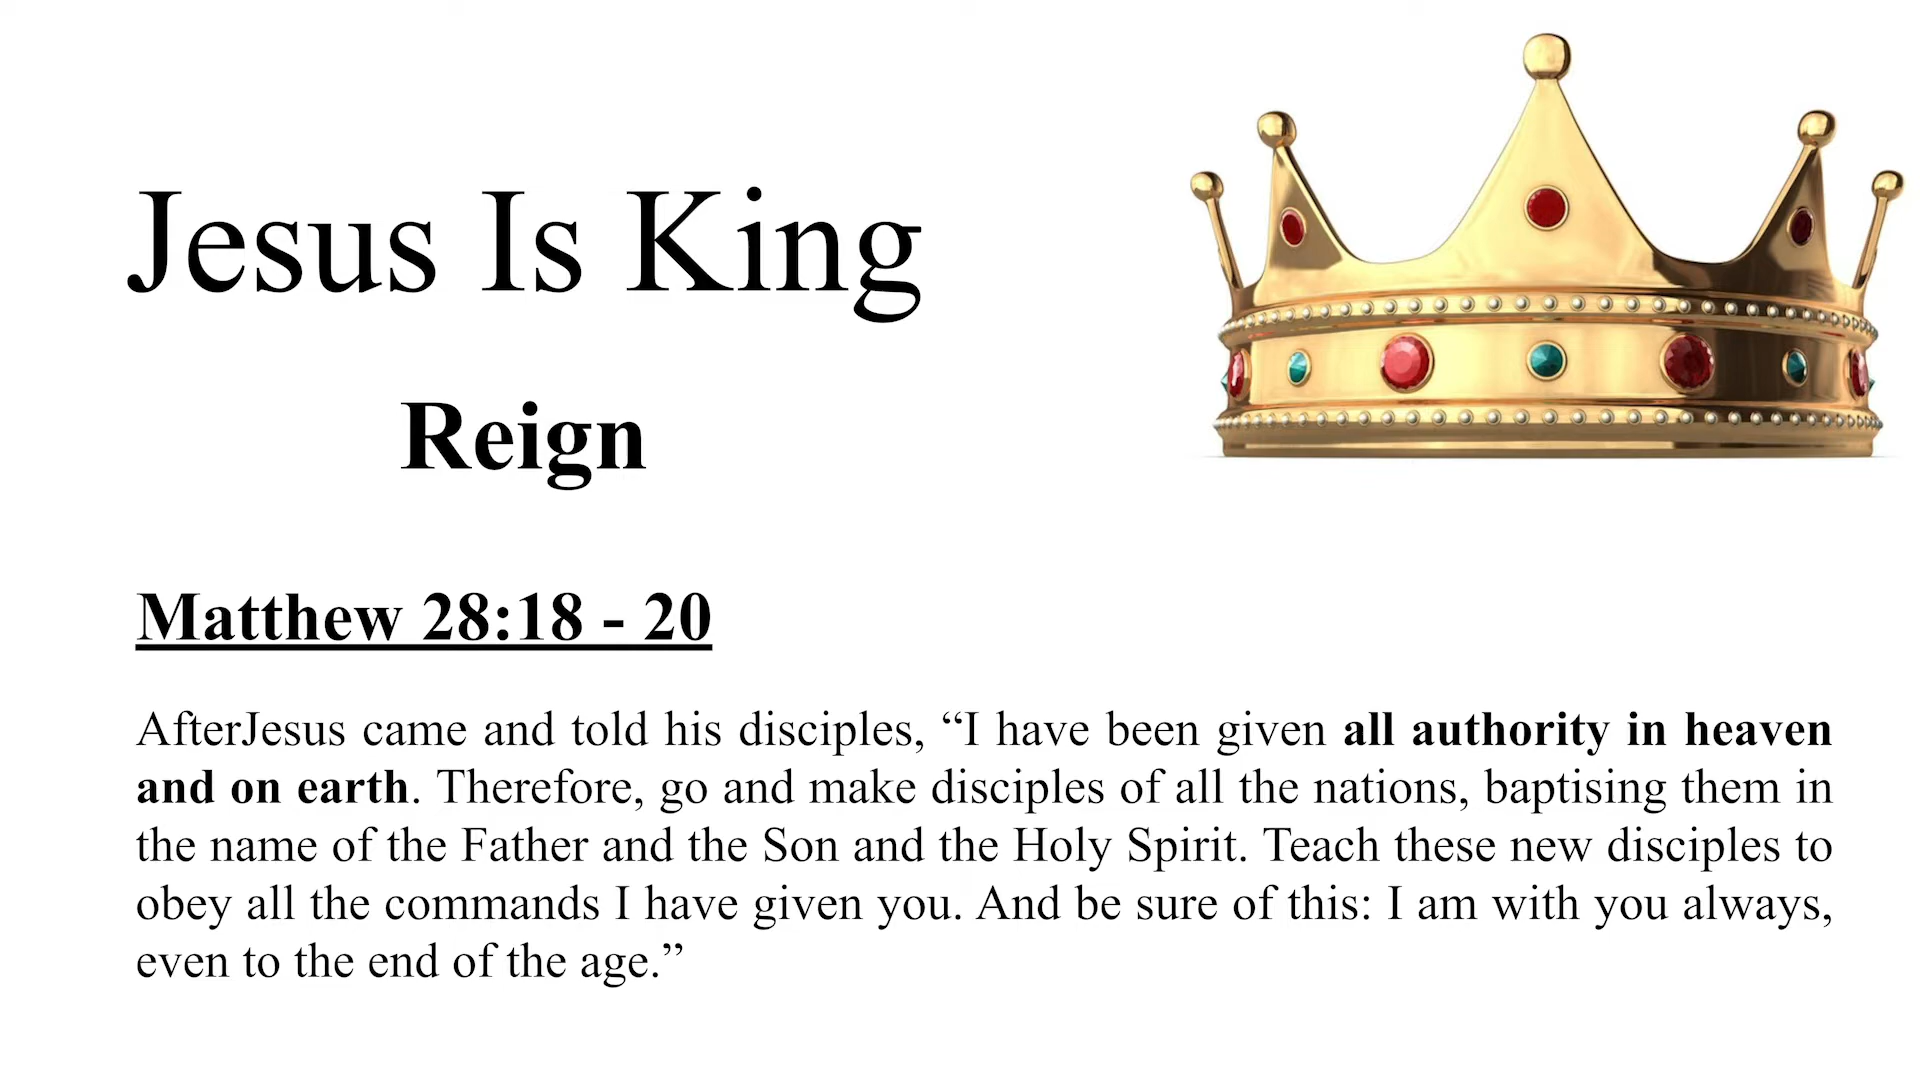 Jesus Is King
Reign
Matthew 28:18 - 20
AfterJesus came and told his disciples, “I have been given all authority in heaven
and on earth. Therefore, go and make disciples of all the nations, baptising them in
the name of the Father and the Son and the Holy Spirit. Teach these new disciples to
obey all the commands I have given you. And be sure of this: I am with you always,
even to the end of the age.”